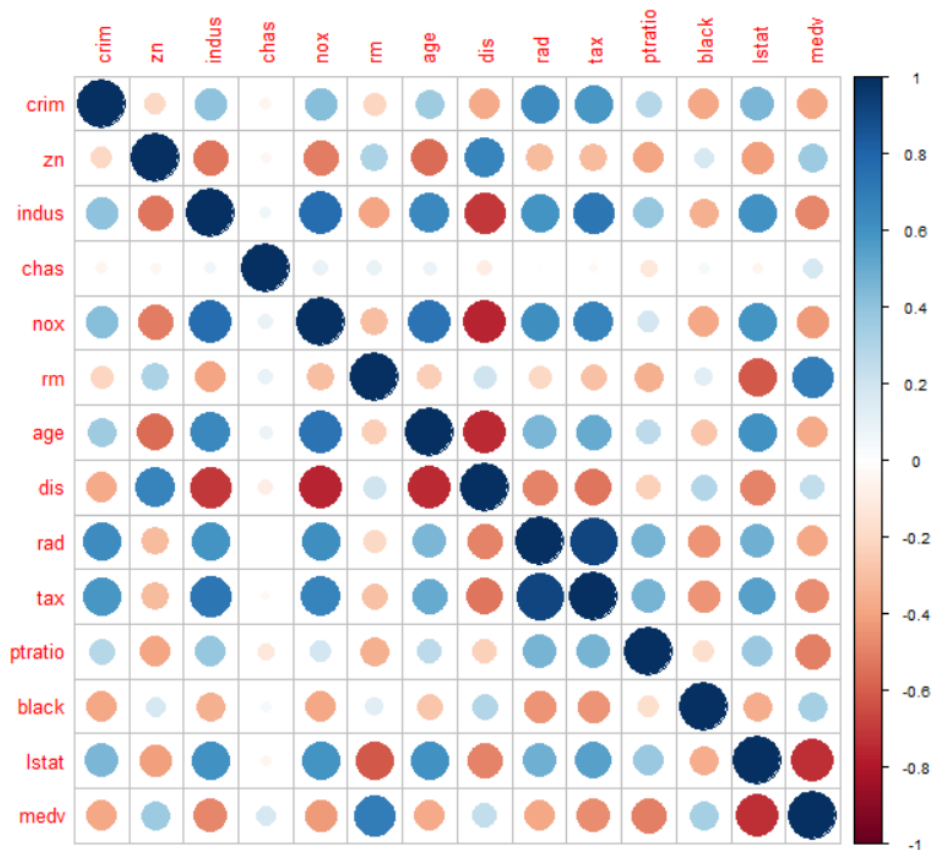 crim zn indus chas nox rm age dis rad tax ptratio black lstat medv
crim
zn
indus
chas
nox
rm
age
dis
rad
tax
ptratio
black
lstat
medv
1
0.8
0.6
0.4
0.2
0
-0.2
-0.4
-0.6
-0.8
-1